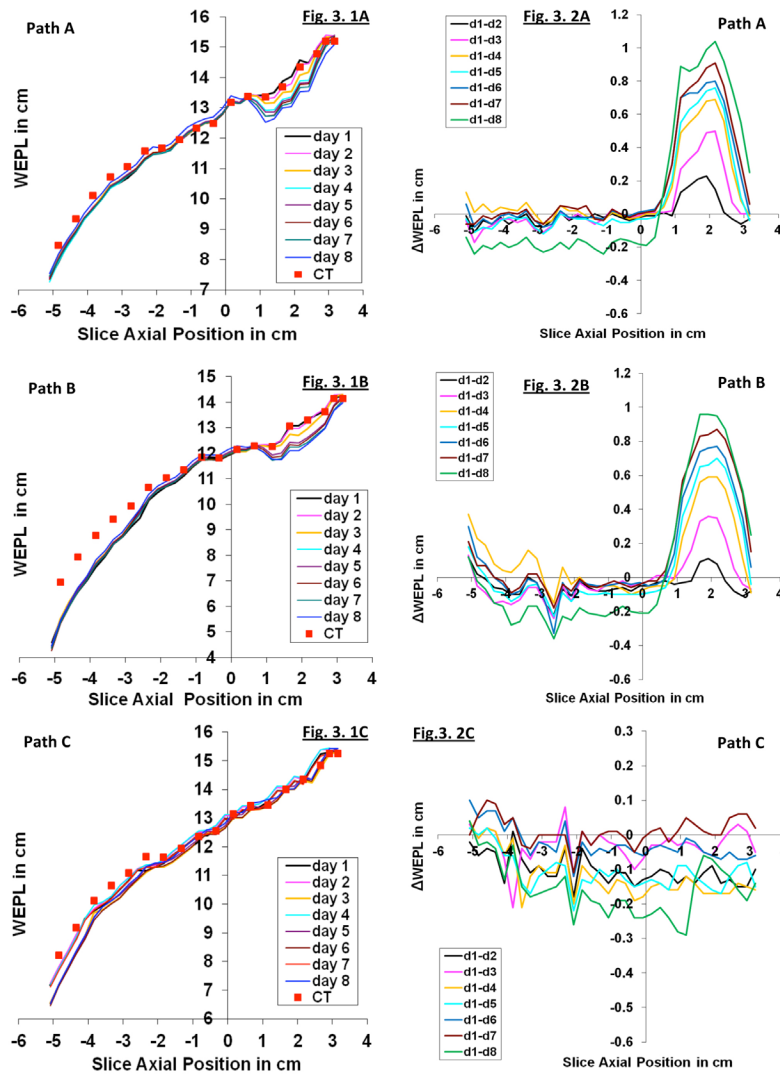 Path A
Fig. 3. 1A
16
15
14
13
12
11
10
9
8
7
WEPL in cm
day 1
day 2
day 3
day 4
day 5
day 6
day 7
day 8
CT
-6 -5 -4 -3 -2 -1 0 1 2 3 4
Slice Axial Position in cm
Fig. 3. 2A
Path A
d1-d2
d1-d3
d1-d4
d1-d5
d1-d6
d1-d7
d1-d8
1.2
1
0.8
0.6
0.4
0.2
0
-0.2
-0.4
-0.6
ΔWEPL in cm
-6 -5 -4 -3 -2 -1 0 1 2 3 4
Slice Axial Position in cm
Path B
Fig. 3. 1B
15
14
13
12
11
10
9
8
7
6
5
4
WEPL in cm
day 1
day 2
day 3
day 4
day 5
day 6
day 7
day 8
CT
-6 -5 -4 -3 -2 -1 0 1 2 3 4
Slice Axial Position in cm
Fig. 3. 2B
Path B
d1-d2
d1-d3
d1-d4
d1-d5
d1-d6
d1-d7
d1-d8
1.2
1
0.8
0.6
0.4
0.2
0
-0.2
-0.4
-0.6
ΔWEPL in cm
-6 -5 -4 -3 -2 -1 0 1 2 3 4
Slice Axial Position in cm
Path C
Fig. 3. 1C
16
15
14
13
12
11
10
9
8
7
6
WEPL in cm
day 1
day 2
day 3
day 4
day 5
day 6
day 7
day 8
CT
-6 -5 -4 -3 -2 -1 0 1 2 3 4
Slice Axial Position in cm
Fig.3. 2C
Path C
0.3
0.2
0.1
0
-0.1
-0.2
-0.3
-0.4
-0.5
-0.6
ΔWEPL in cm
-6 -5 -4 -3 -2 -1 0 1 2 3 4
d1-d2
d1-d3
d1-d4
d1-d5
d1-d6
d1-d7
d1-d8
Slice Axial Position in cm